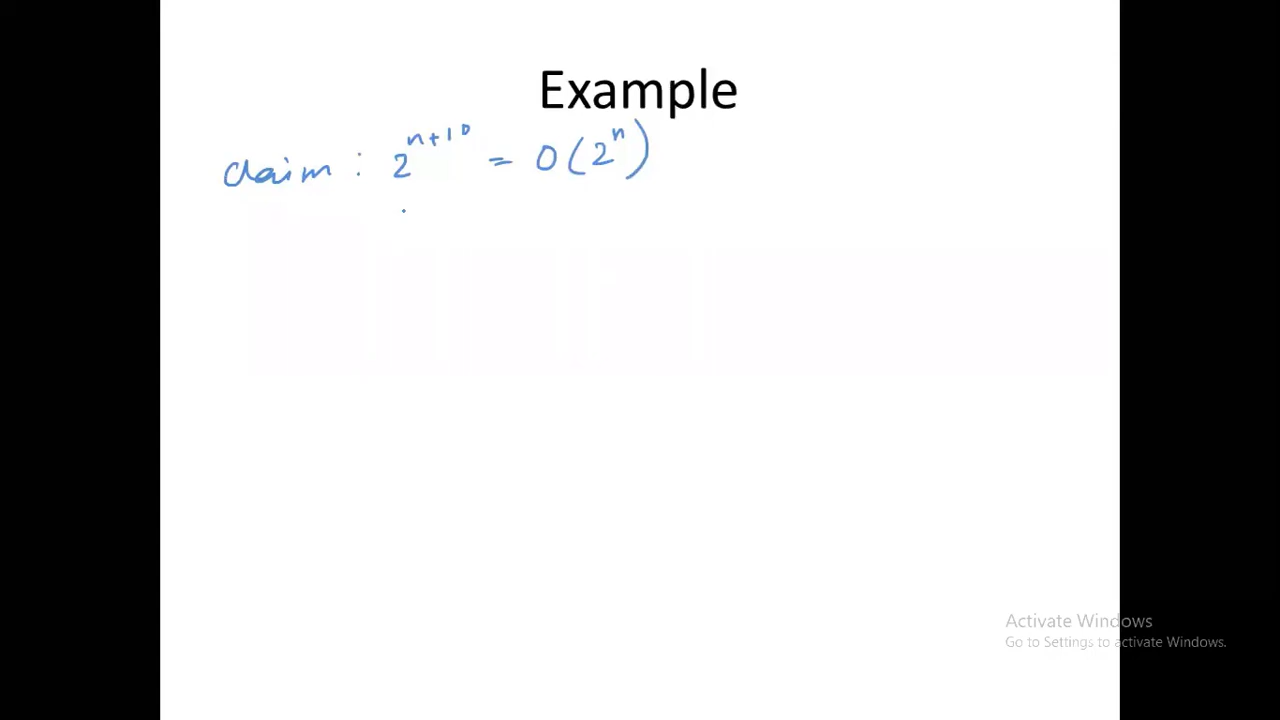 Example
claim : 2^{n+10} = O(2^n)
Activate Windows
Go to Settings to activate Windows.